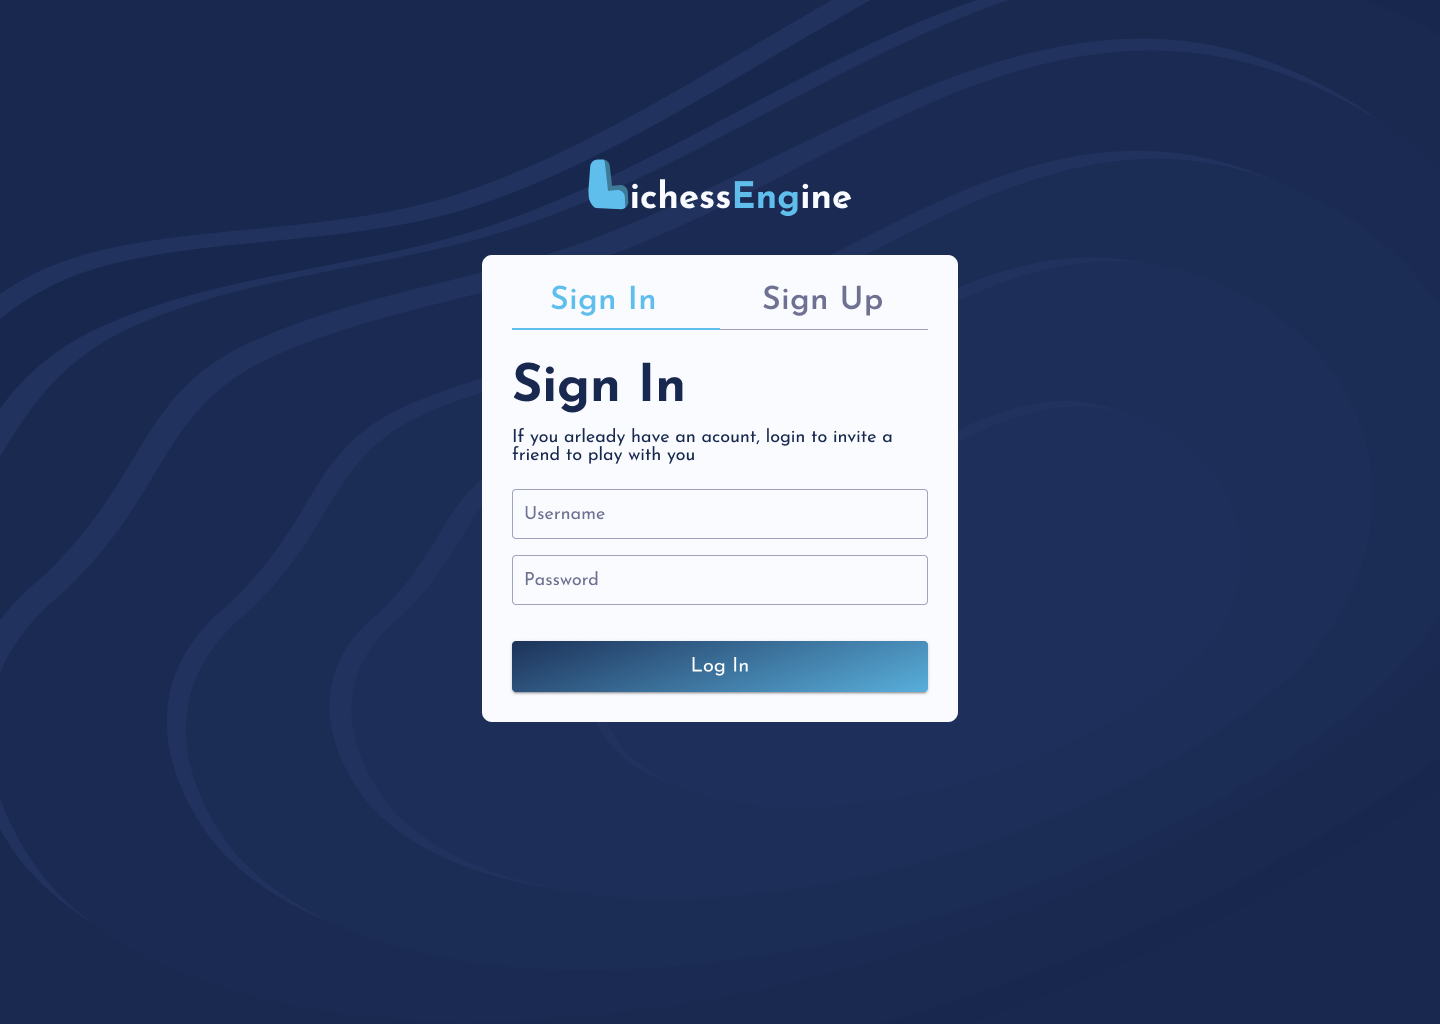 LichessEngine
Sign In Sign Up
Sign In
If you arleady have an acount, login to invite a
friend to play with you
Username
Password
Log In